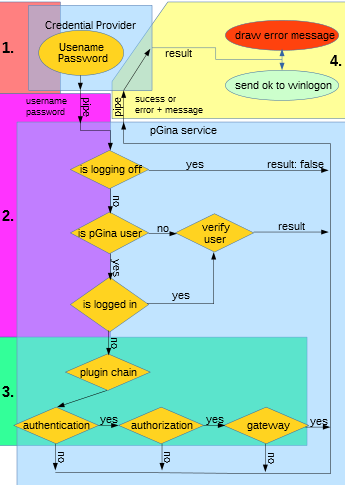 1.
Credential Provider
Usename
Password
draw error message
result
4.
send ok to winlogon
username
password
pipe
pipe
sucess or
error + message
pGina service
is logging off
yes
result: false
no
2.
is pGina user
no
verify
user
result
yes
is logged in
yes
no
plugin chain
3.
authentication
yes
authorization
yes
gatevvay
yes
no
no
no